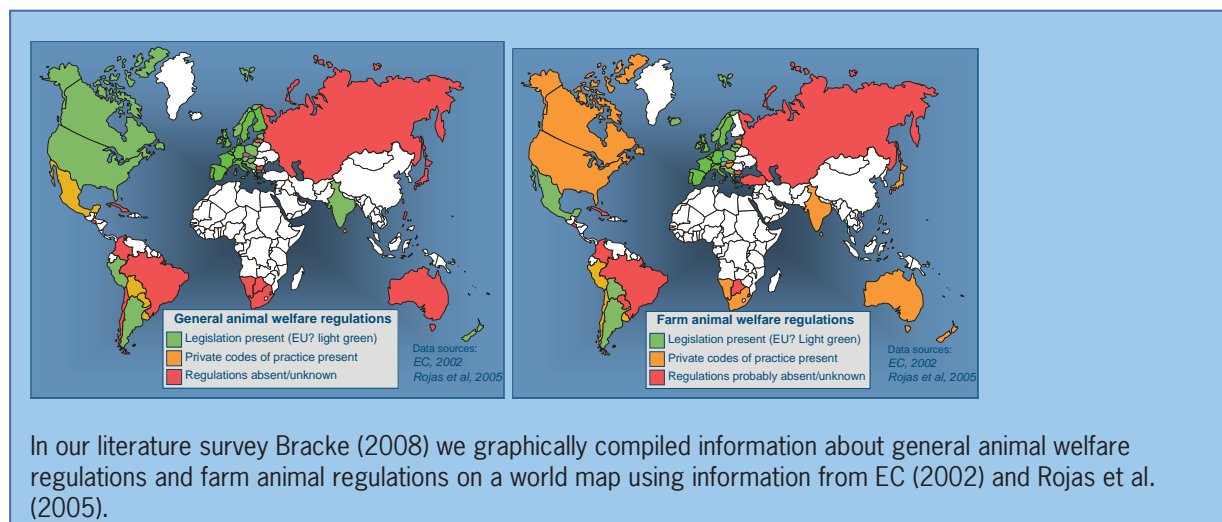 General animal welfare regulations
Legislation present (EU? light green)
Private codes of practice present
Regulations absent/unknown
Data sources:
EC, 2002
Rojas et al, 2005
Farm animal welfare regulations
Legislation present (EU? Light green)
Private codes of practice present
Regulations probably absent/unknown
Data sources:
EC, 2002
Rojas et al, 2005
In our literature survey Bracke (2008) we graphically compiled information about general animal welfare
regulations and farm animal regulations on a world map using information from EC (2002) and Rojas et al.
(2005).